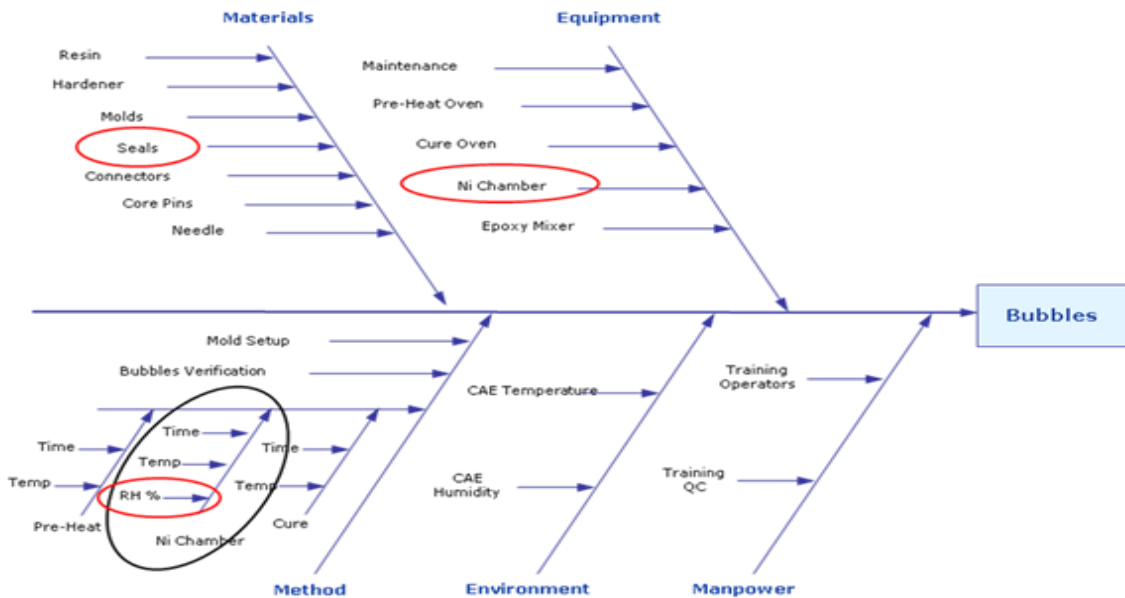 Materials
Equipment
Resin
Hardener
Molds
Seals
Connectors
Core Pins
Needle
Maintenance
Pre-Heat Oven
Cure Oven
Ni Chamber
Epoxy Mixer
Bubbles
Mold Setup
Bubbles Verification
Time
Temp
Pre-Heat
Time
Temp
RH %
Ni Chamber
Time
Temp
Cure
CAE Temperature
CAE
Humidity
Training
Operators
Training
QC
Method
Environment
Manpower